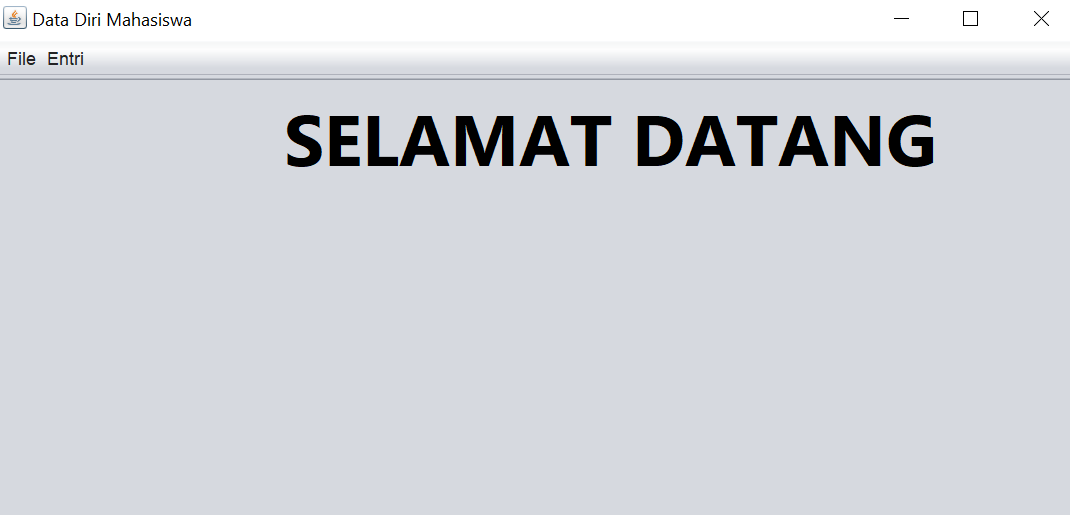 Data Diri Mahasiswa
File Entri
SELAMAT DATANG